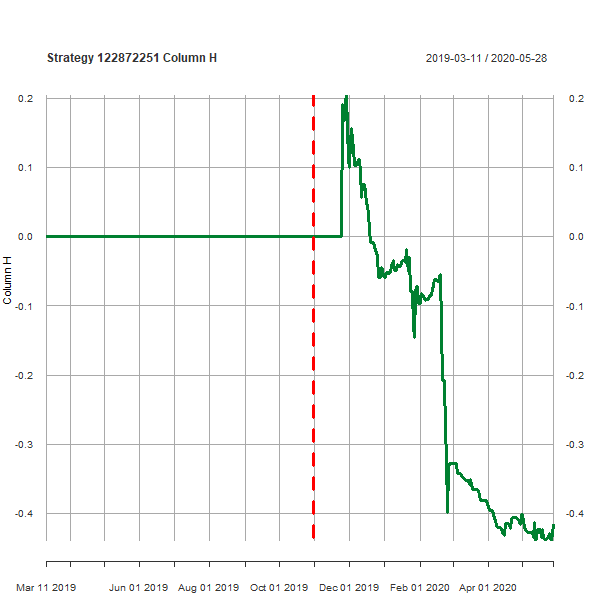 Strategy 122872251 Column H
2019-03-11 / 2020-05-28
0.2
0.2
0.1
0.1
0.0
0.0
Column H
-0.1
-0.1
-0.2
-0.2
-0.3
-0.3
-0.4
-0.4
Mar 11 2019
Jun 01 2019
Aug 01 2019
Oct 01 2019
Dec 01 2019
Feb 01 2020
Apr 01 2020